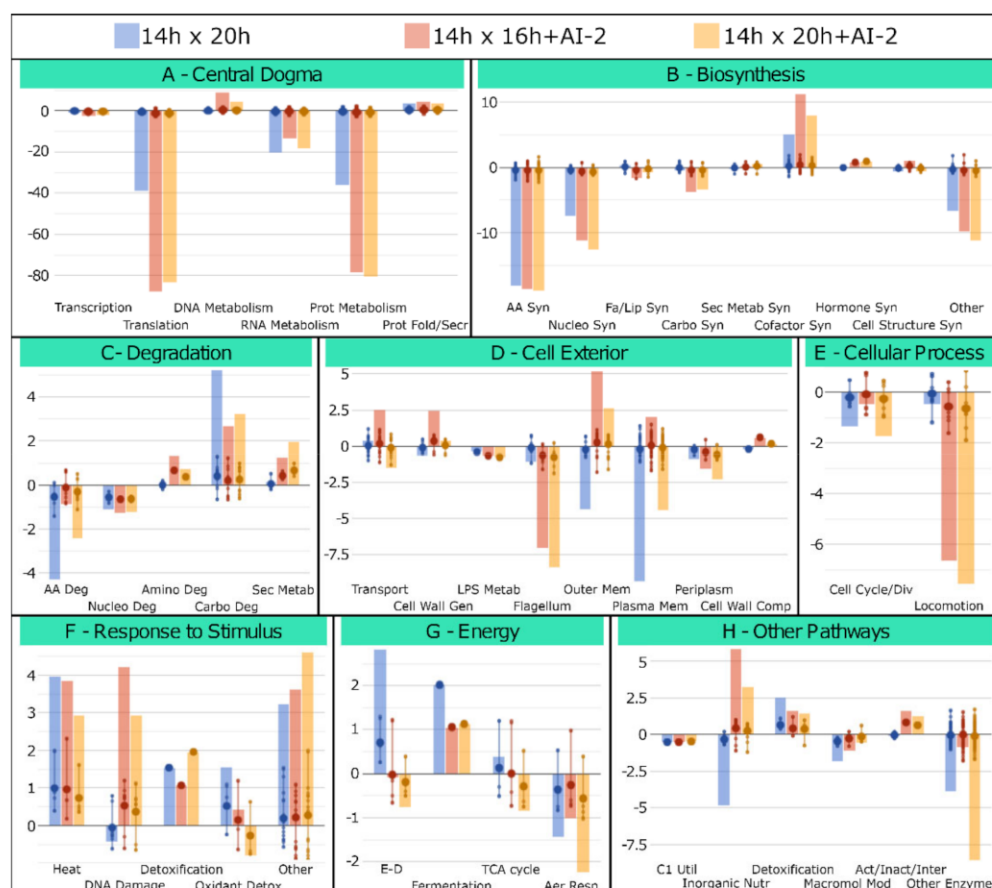 14h x 20h 14h x 16h+AI-2 14h x 20h+AI-2
A - Central Dogma
0
-20
-40
-60
-80
Transcription DNA Metabolism Prot Metabolism
Translation RNA Metabolism Prot Fold/Secr
B - Biosynthesis
10
0
-10
AA Syn Fa/Lip Syn Sec Metab Syn Hormone Syn Other
Nucleo Syn Carbo Syn Cofactor Syn Cell Structure Syn
C- Degradation
4
2
0
-2
-4
AA Deg Amino Deg Sec Metab
Nucleo Deg Carbo Deg
D - Cell Exterior
5
2.5
0
-2.5
-5
-7.5
Transport LPS Metab Outer Mem Periplasm
Cell Wall Gen Flagellum Plasma Mem Cell Wall Comp
E - Cellular Process
0
-2
-4
-6
Cell Cycle/Div
Locomotion
F - Response to Stimulus
4
3
2
1
0
Heat Detoxification Other
DNA Damage Oxidant Detox
G - Energy
2
1
0
-1
-2
E-D TCA cycle
Fermentation Aer Resp
H - Other Pathways
5
2.5
0
-2.5
-5
-7.5
C1 Util Detoxification Act/Inact/Inter
Inorganic Nutr Macromol Mod Other Enzyme